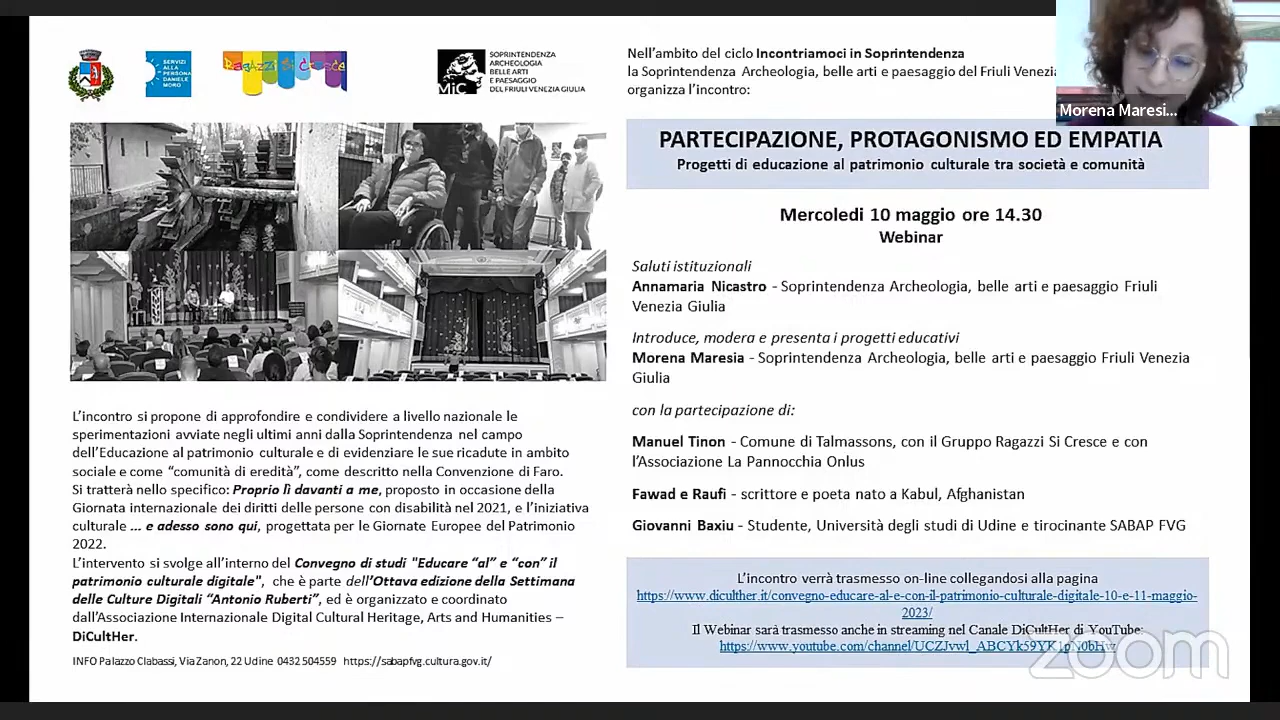 SERVIZI
ALLA
PERSONA
DANIELE
MORO
Ragazzi Si Cresce
MiC
SOPRINTENDENZA
ARCHEOLOGIA
BELLE ARTI
E PAESAGGIO
DEL FRIULI VENEZIA GIULIA
L'incontro si propone di approfondire e condividere a livello nazionale le
sperimentazioni avviate negli ultimi anni dalla Soprintendenza nel campo
dell'Educazione al patrimonio culturale e di evidenziare le sue ricadute in ambito
sociale e come "comunità di eredità", come descritto nella Convenzione di Faro.
Si tratterà nello specifico: Proprio lì davanti a me, proposto in occasione della
Giornata internazionale dei diritti delle persone con disabilità nel 2021, e l'iniziativa
culturale ... e adesso sono qui, progettata per le Giornate Europee del Patrimonio
2022.
L'intervento si svolge all'interno del Convegno di studi "Educare "al" e "con" il
patrimonio culturale digitale", che è parte dell'Ottava edizione della Settimana
delle Culture Digitali "Antonio Ruberti", ed è organizzato e coordinato
dall'Associazione Internazionale Digital Cultural Heritage, Arts and Humanities –
DiCultHer.
INFO Palazzo Clabassi, Via Zanon, 22 Udine 0432 504559 https://sabapfvg.cultura.gov.it/
Nell'ambito del ciclo Incontriamoci in Soprintendenza
la Soprintendenza Archeologia, belle arti e paesaggio del Friuli Venezia
organizza l'incontro:
Morena Maresi...
PARTECIPAZIONE, PROTAGONISMO ED EMPATIA
Progetti di educazione al patrimonio culturale tra società e comunità
Mercoledì 10 maggio ore 14.30
Webinar
Saluti istituzionali
Annamaria Nicastro - Soprintendenza Archeologia, belle arti e paesaggio Friuli
Venezia Giulia
Introduce, modera e presenta i progetti educativi
Morena Maresia - Soprintendenza Archeologia, belle arti e paesaggio Friuli Venezia
Giulia
con la partecipazione di:
Manuel Tinon - Comune di Talmassons, con il Gruppo Ragazzi Si Cresce e con
l'Associazione La Pannocchia Onlus
Fawad e Raufi - scrittore e poeta nato a Kabul, Afghanistan
Giovanni Baxiu - Studente, Università degli studi di Udine e tirocinante SABAP FVG
L'incontro verrà trasmesso on-line collegandosi alla pagina
https://www.diculther.it/convegno-educare-al-e-con-il-patrimonio-culturale-digitale-10-e-11-maggio-
2023/
Il Webinar sarà trasmesso anche in streaming nel Canale DiCultHer di YouTube:
zoom